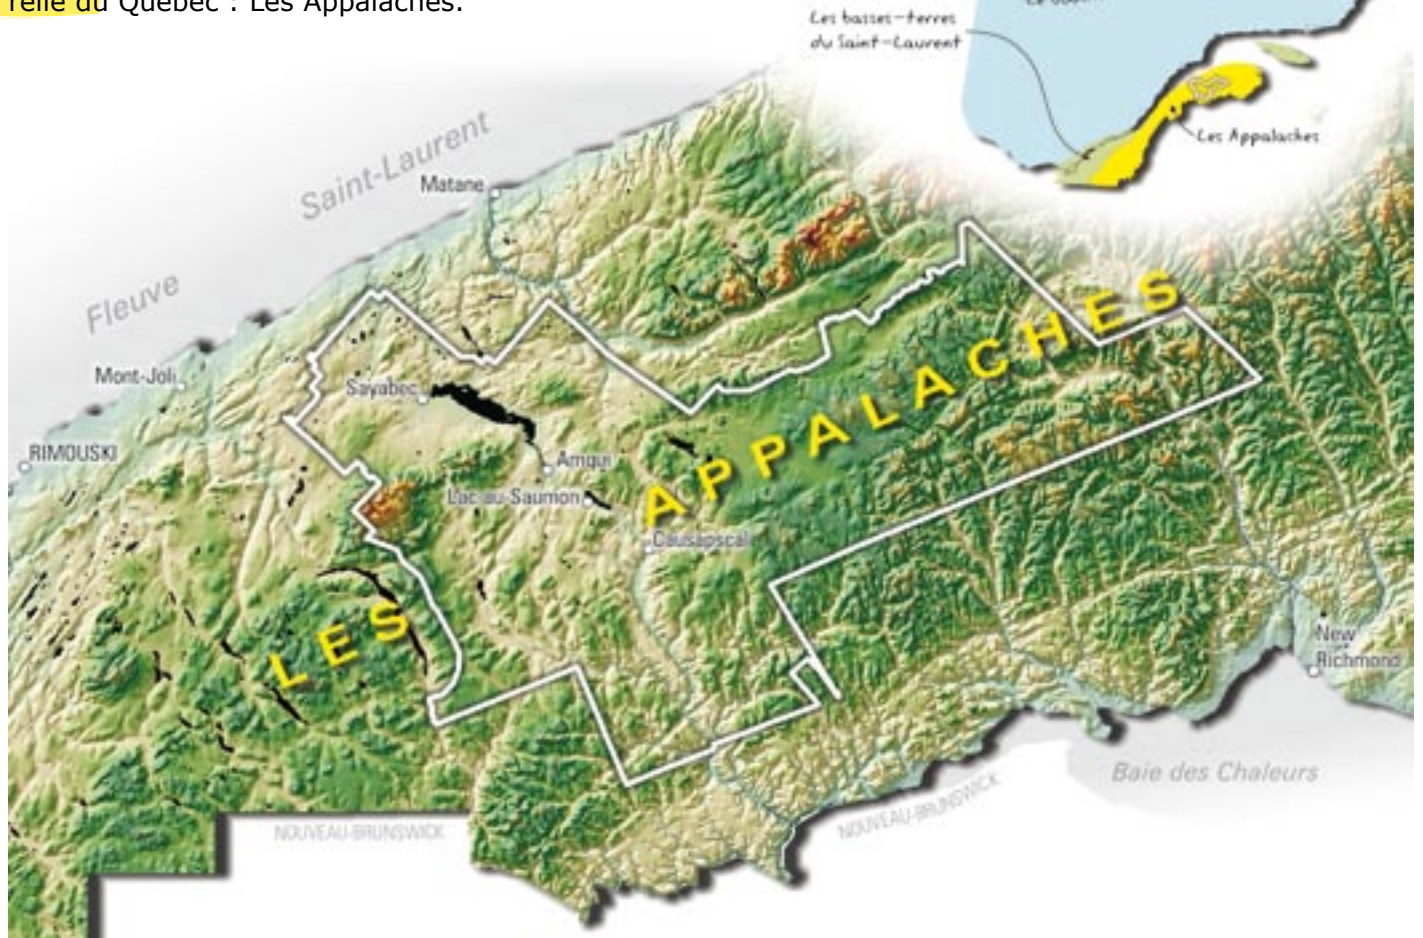 relle du Québec : Les Appalaches.
Les basses-terres
du Saint-Laurent
Les Appalaches
Fleuve Saint-Laurent
Matane
Mont-Joli
RIMOUSKI
Sayabec
Amqui
Lac-au-Saumon
Causapscal
LES APPALACHES
New
Richmond
Baie des Chaleurs
NOUVEAU-BRUNSWICK
NOUVEAU-BRUNSWICK